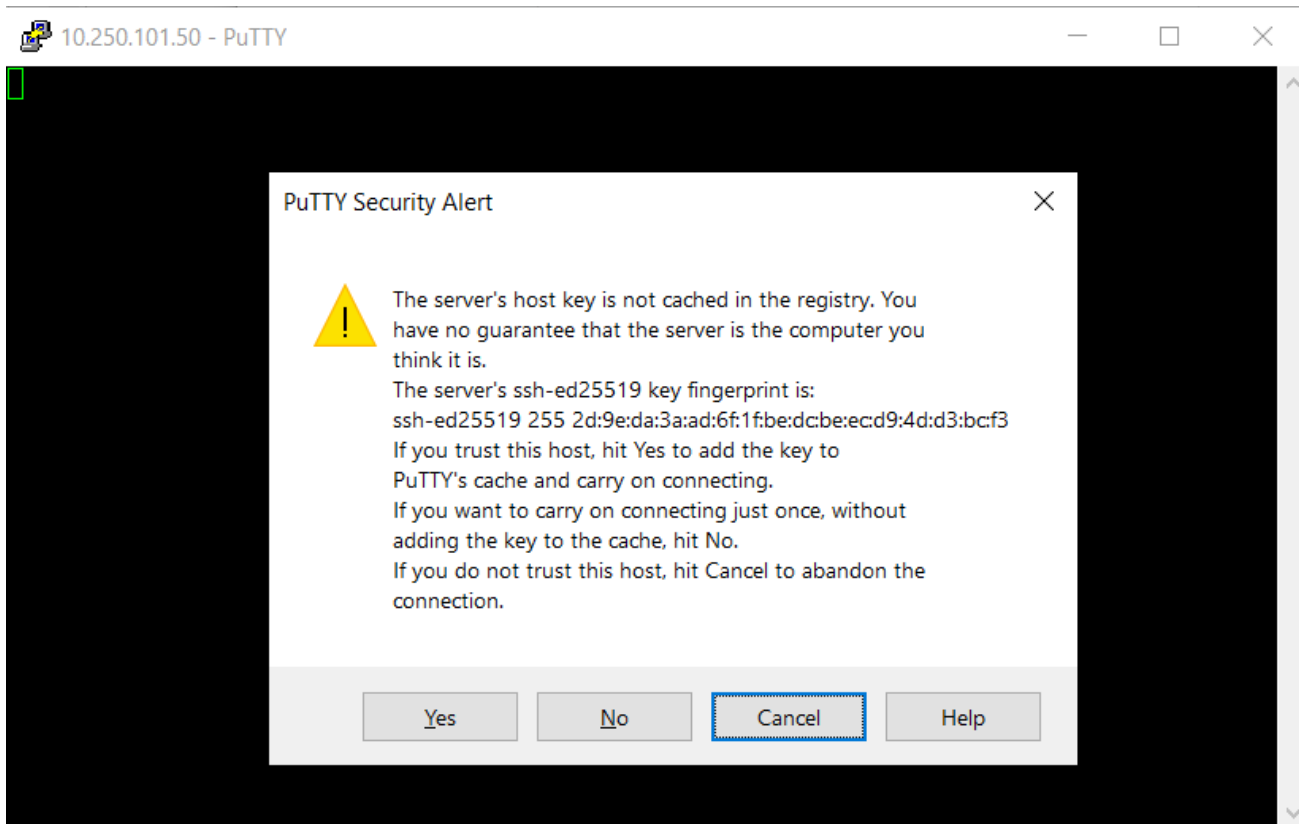 10.250.101.50 - PuTTY
PuTTY Security Alert
The server's host key is not cached in the registry. You
have no guarantee that the server is the computer you
think it is.
The server's ssh-ed25519 key fingerprint is:
ssh-ed25519 255 2d:9e:da:3a:ad:6f:1f:be:dc:be:ec:d9:4d:d3:bc:f3
If you trust this host, hit Yes to add the key to
PuTTY's cache and carry on connecting.
If you want to carry on connecting just once, without
adding the key to the cache, hit No.
If you do not trust this host, hit Cancel to abandon the
connection.
Yes No Cancel Help